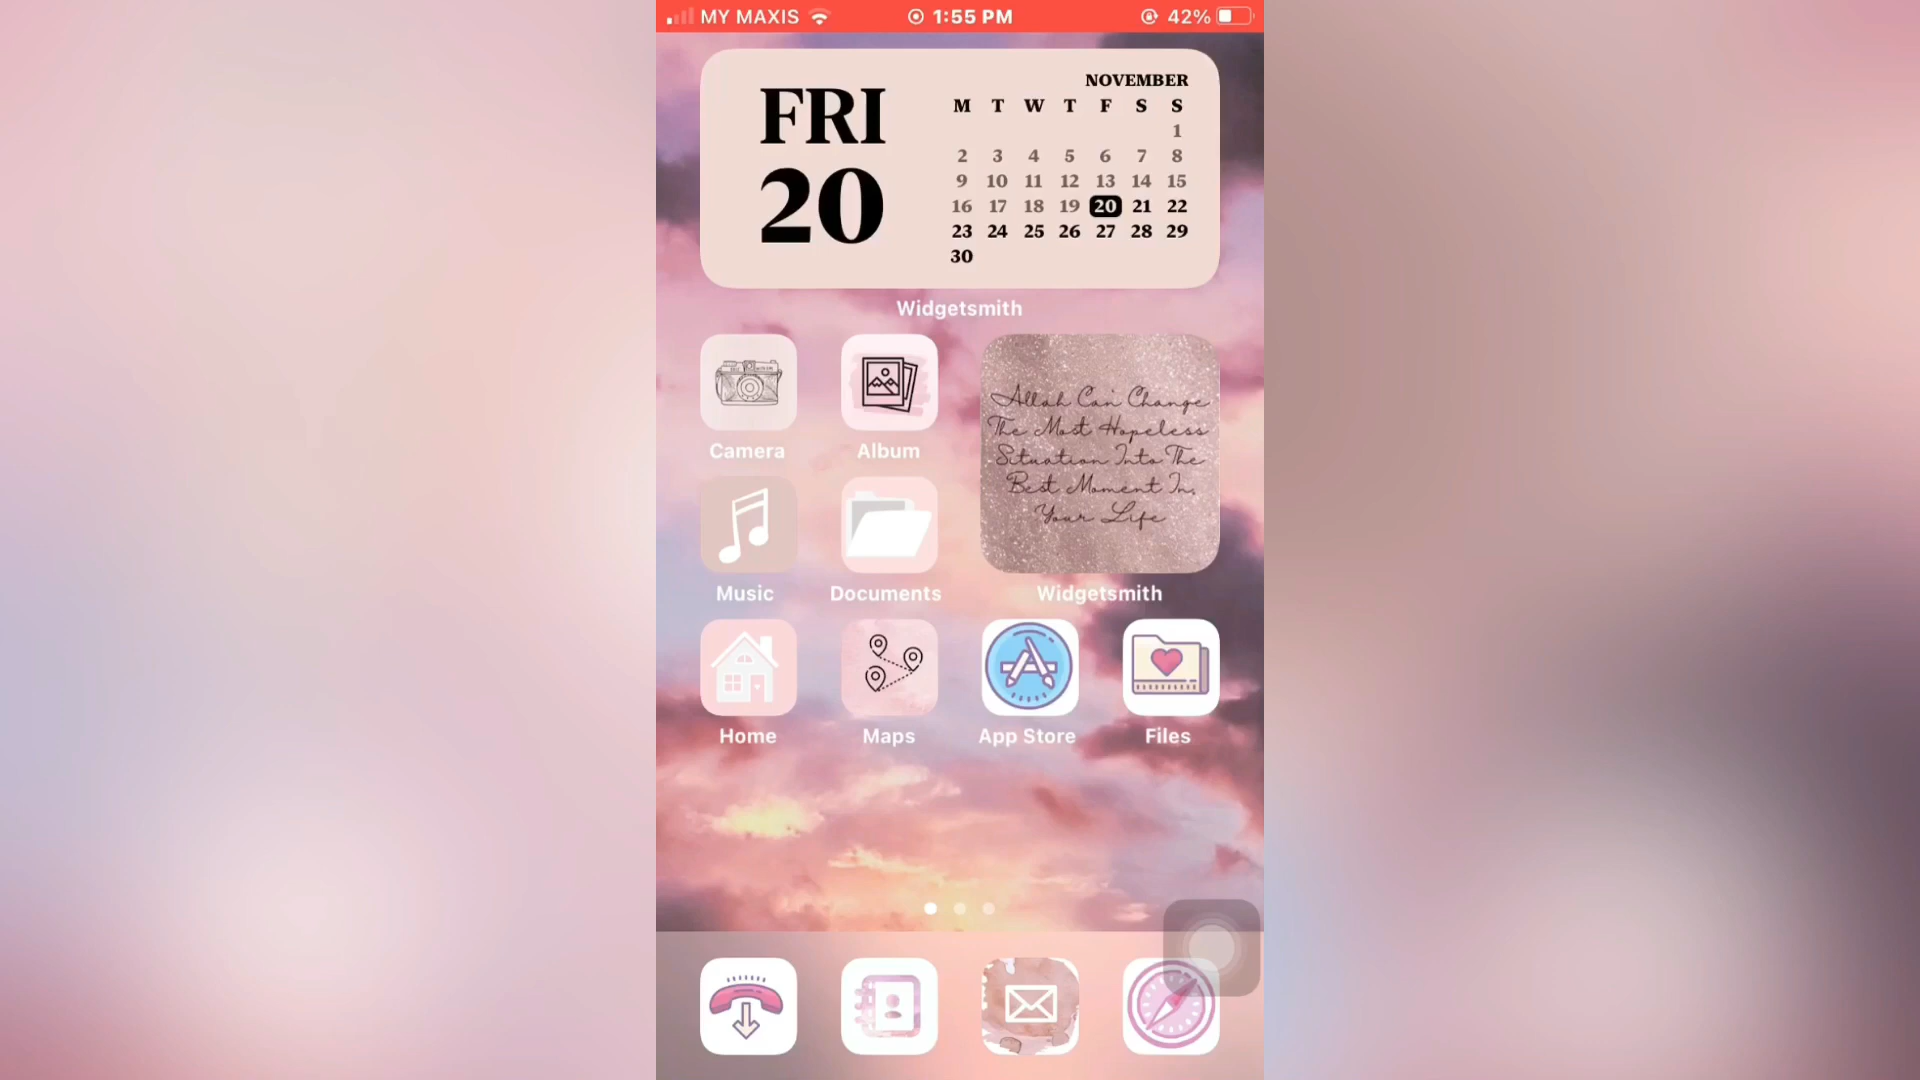 MY MAXIS 1:55 PM 42%
FRI
20
NOVEMBER
M T W T F S S
1
2 3 4 5 6 7 8
9 10 11 12 13 14 15
16 17 18 19 20 21 22
23 24 25 26 27 28 29
30
Widgetsmith
Camera Album
Allah Can Change
The Most Hopeless
Situation Into The
Best Moment In,
Your Life
Music Documents Widgetsmith
Home Maps App Store Files